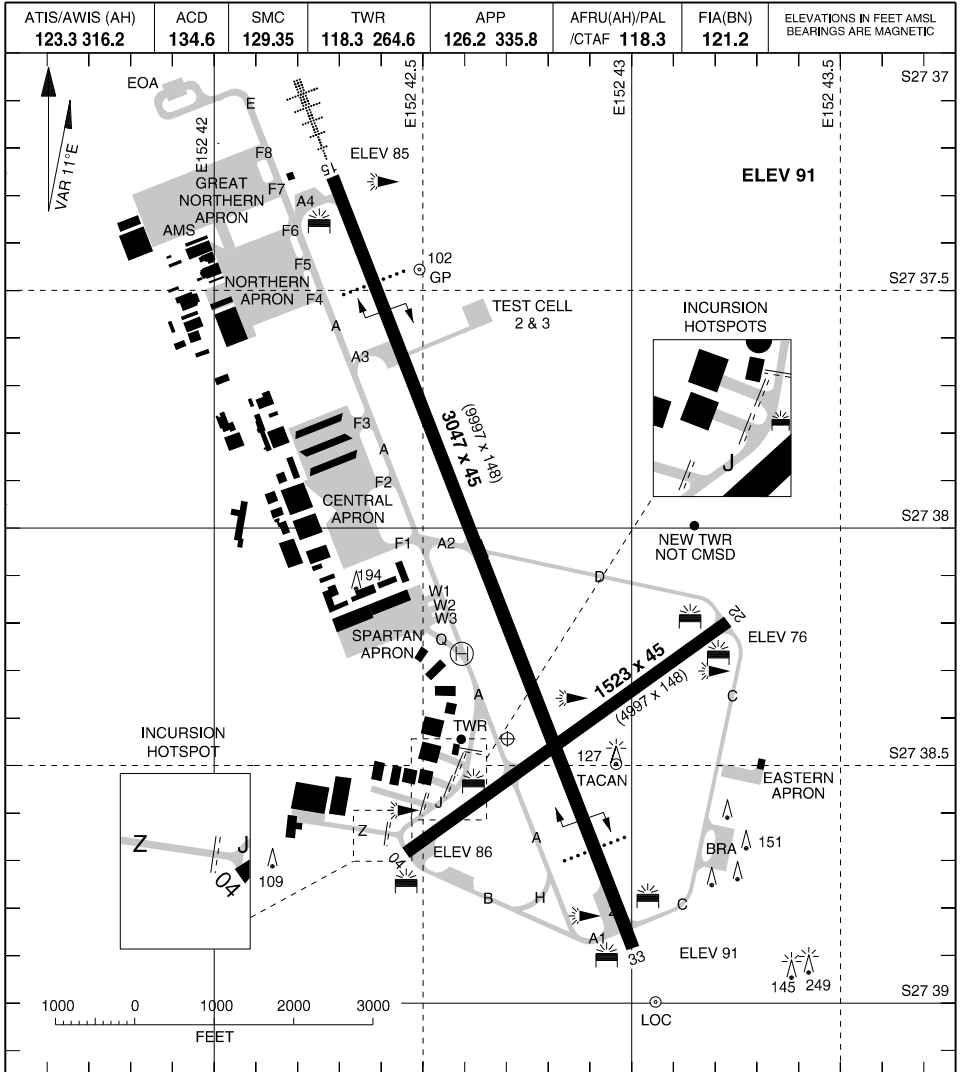 ATIS/AWIS (AH)
123.3 316.2
ACD
134.6
SMC
129.35
TWR
118.3 264.6
APP
126.2 335.8
AFRU(AH)/PAL
/CTAF 118.3
FIA(BN)
121.2
ELEVATIONS IN FEET AMSL
BEARINGS ARE MAGNETIC
VAR 11°E
EOA
E
E152 42
E152 42.5
E152 43
E152 43.5
S27 37
15
ELEV 85
ELEV 91
F8
GREAT
NORTHERN
APRON
F7
A4
AMS
F6
F5
NORTHERN
APRON
F4
102
GP
S27 37.5
A
TEST CELL
2 & 3
INCURSION
HOTSPOTS
J
A3
3047 x 45
(9997 x 148)
F3
A
F2
CENTRAL
APRON
F1
A2
NEW TWR
NOT CMSD
S27 38
D
194
W1
W2
W3
SPARTAN
APRON
Q
H
22
ELEV 76
1523 x 45
(4997 x 148)
C
A
TWR
INCURSION
HOTSPOT
Z
J
04
127
TACAN
S27 38.5
EASTERN
APRON
J
Z
04
ELEV 86
A
BRA
151
109
B
H
C
A1
33
ELEV 91
145
249
S27 39
LOC
1000
0
1000
2000
3000
FEET